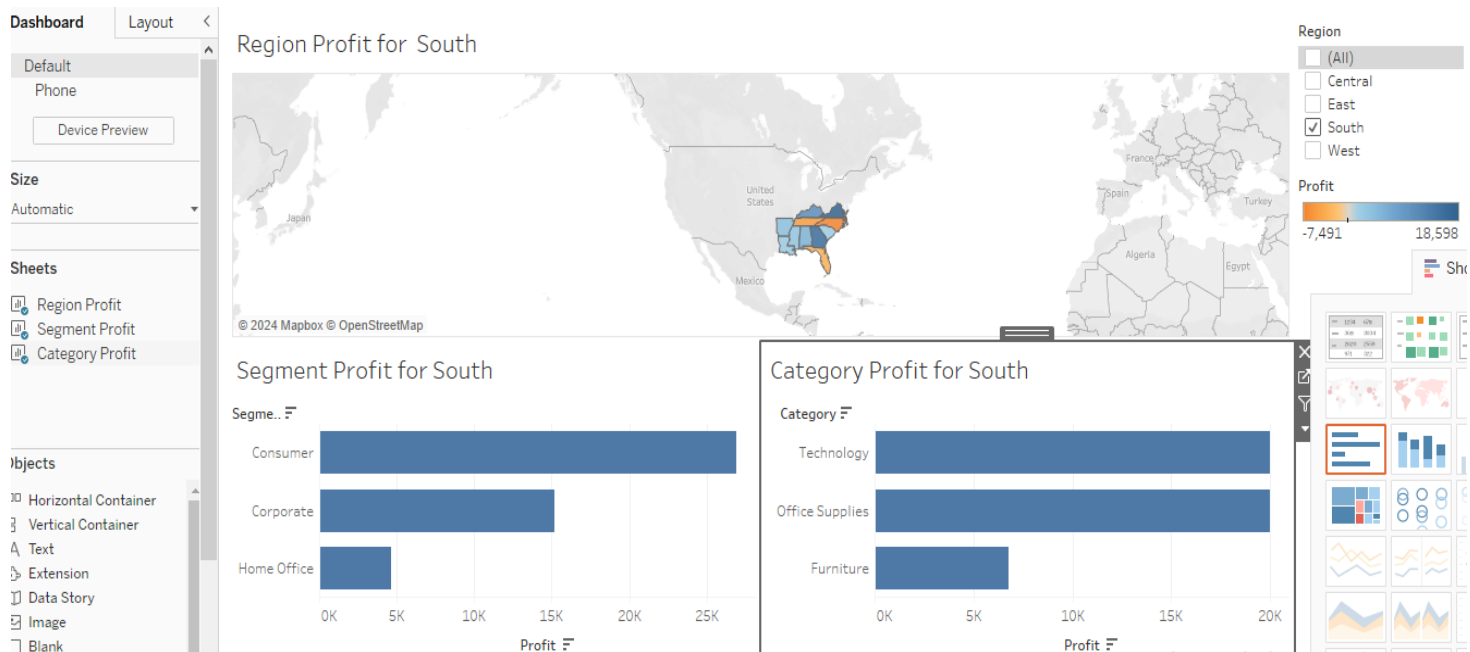 Dashboard
Layout
Default
Phone
Device Preview
Size
Automatic
Sheets
Region Profit
Segment Profit
Category Profit
Objects
Horizontal Container
Vertical Container
Text
Extension
Data Story
Image
Blank
Region Profit for South
United
States
Japan
Mexico
France
Spain
Turkey
Algeria
Egypt
© 2024 Mapbox © OpenStreetMap
Segment Profit for South
Segme..
Consumer
Corporate
Home Office
0K 5K 10K 15K 20K 25K
Profit
Category Profit for South
Category
Technology
Office Supplies
Furniture
0K 5K 10K 15K 20K
Profit
Region
(All)
Central
East
South
West
Profit
-7,491 18,598
Sho